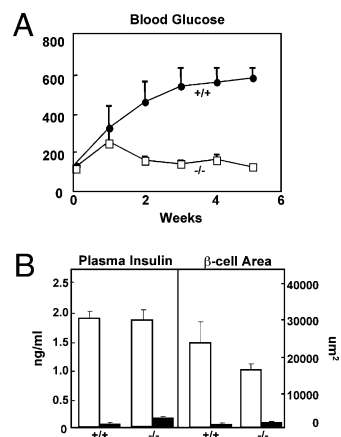 A
Blood Glucose
800
600
400
200
0
+/+
-/-
0 2 4 6
Weeks
B
Plasma Insulin β-cell Area
2.5
2.0
1.5
1.0
0.5
0
ng/ml
40000
30000
20000
10000
0
um²
+/+ -/- +/+ -/-